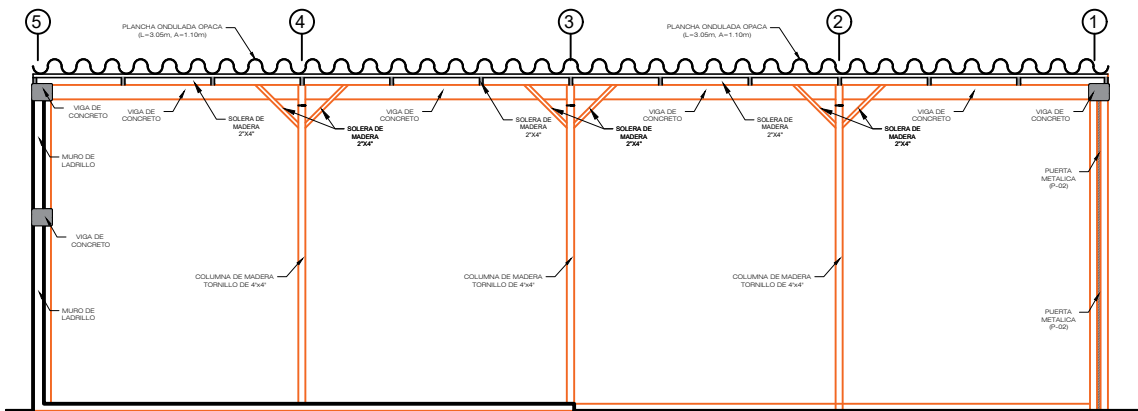 5
4
3
2
1
PLANCHA ONDULADA OPACA
(L=3.05m, A=1.10m)
PLANCHA ONDULADA OPACA
(L=3.05m, A=1.10m)
VIGA DE
CONCRETO
VIGA DE
CONCRETO
SOLERA DE
MADERA
2"X4"
SOLERA DE
MADERA
2"X4"
VIGA DE
CONCRETO
SOLERA DE
MADERA
2"X4"
SOLERA DE
MADERA
2"X4"
VIGA DE
CONCRETO
SOLERA DE
MADERA
2"X4"
SOLERA DE
MADERA
2"X4"
VIGA DE
CONCRETO
VIGA DE
CONCRETO
MURO DE
LADRILLO
PUERTA
METALICA
(P-02)
VIGA DE
CONCRETO
COLUMNA DE MADERA
TORNILLO DE 4"x4"
COLUMNA DE MADERA
TORNILLO DE 4"x4"
COLUMNA DE MADERA
TORNILLO DE 4"x4"
MURO DE
LADRILLO
PUERTA
METALICA
(P-02)